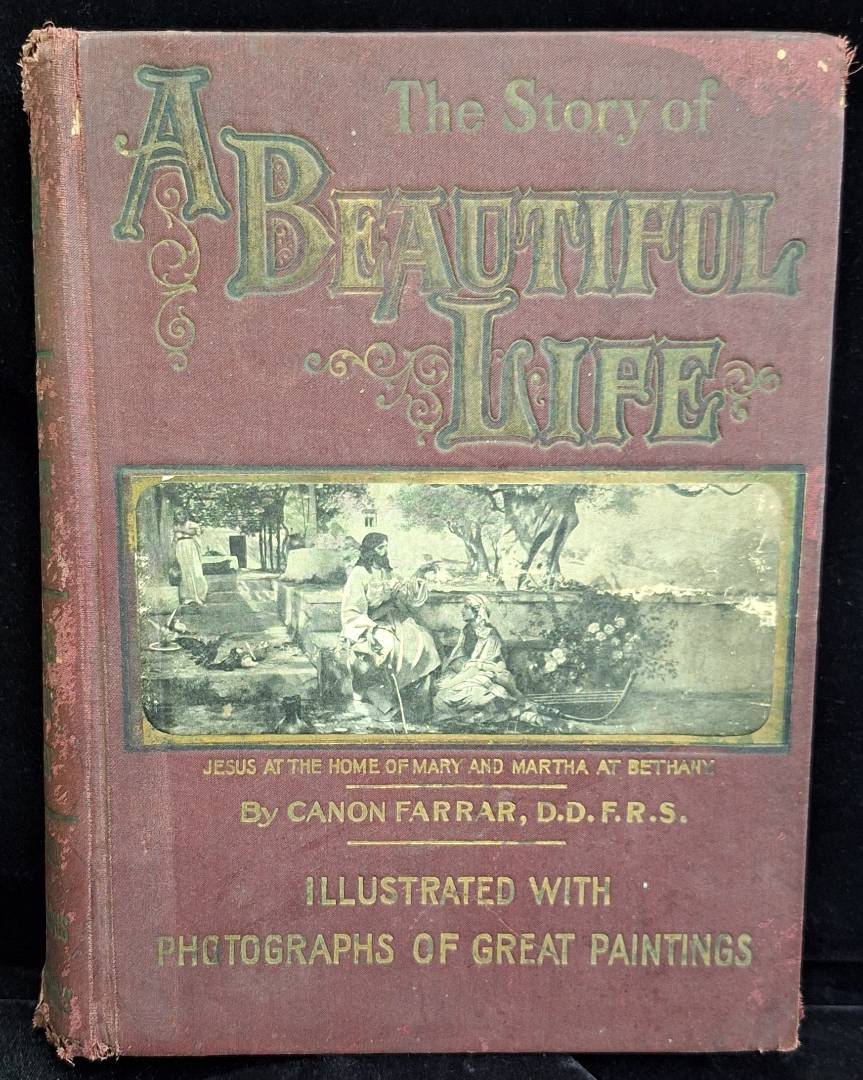 The Story of
A BEAUTIFUL
LIFE
JESUS AT THE HOME OF MARY AND MARTHA AT BETHANY
By CANON FARRAR, D.D. F.R.S.
ILLUSTRATED WITH
PHOTOGRAPHS OF GREAT PAINTINGS